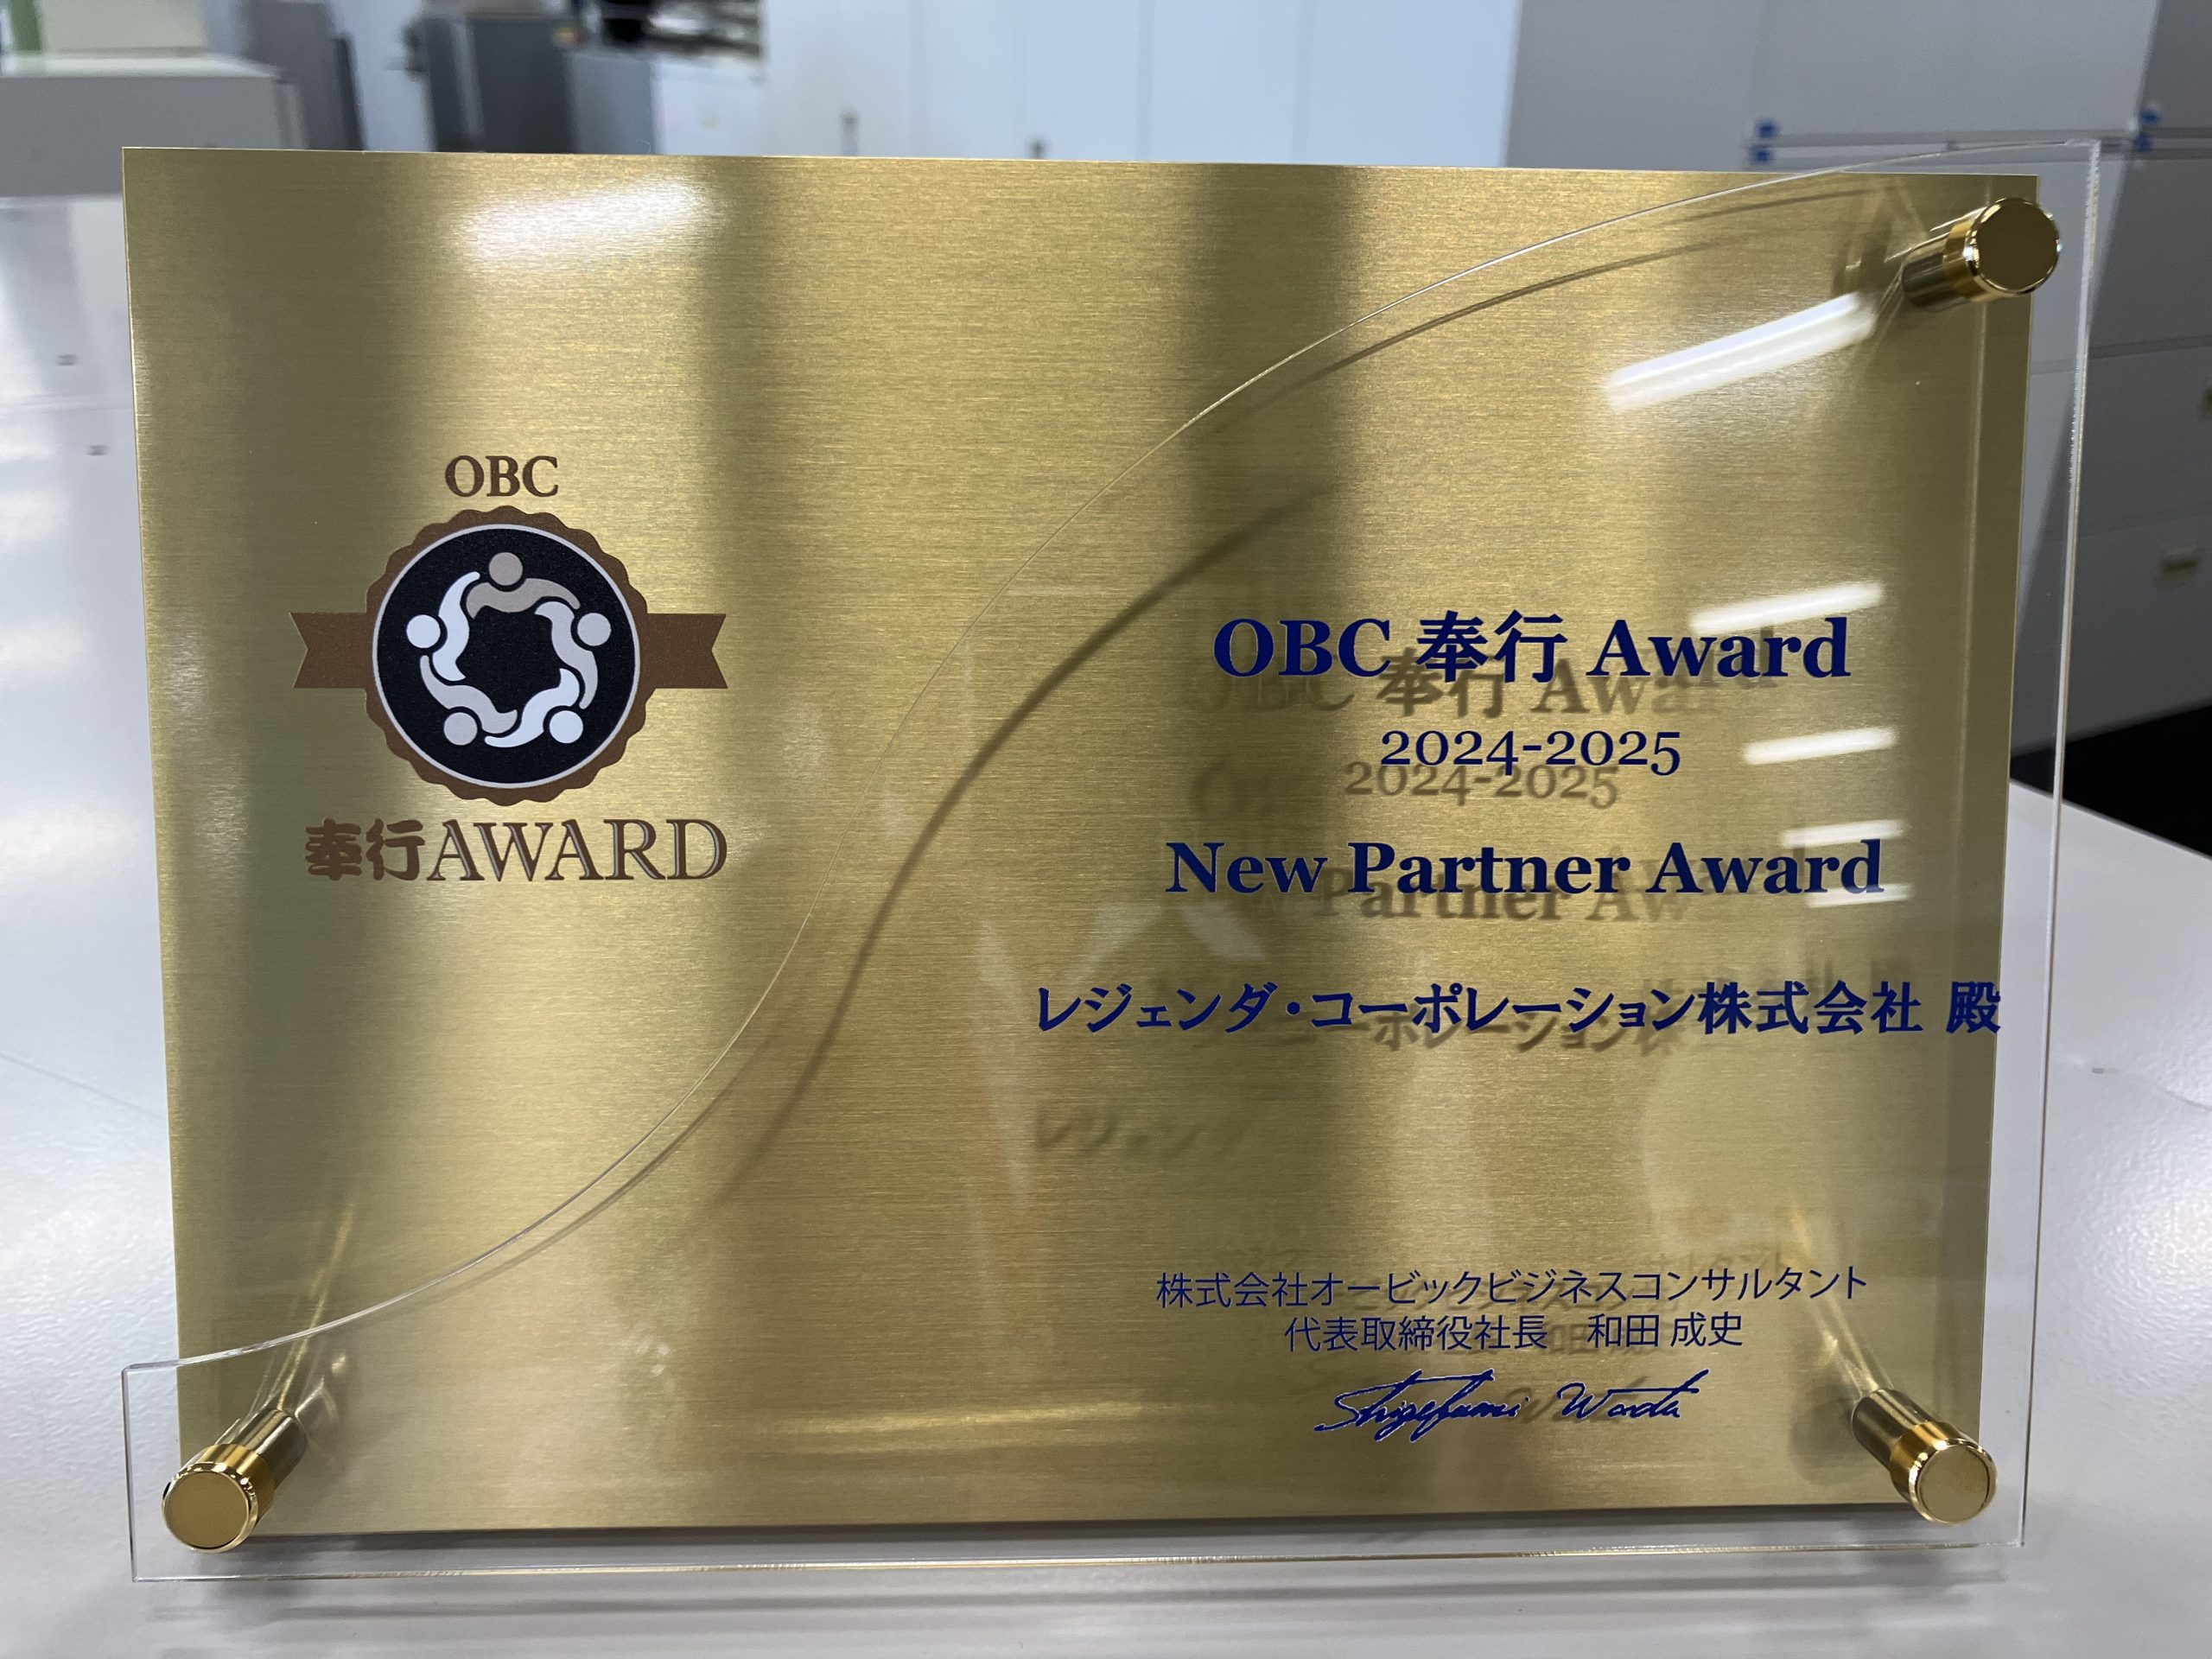 OBC
奉行AWARD
OBC 奉行 Award
2024-2025
New Partner Award
レジェンダ・コーポレーション株式会社 殿
株式会社オービックビジネスコンサルタント
代表取締役社長　和田 成史
Shigefumi Wada